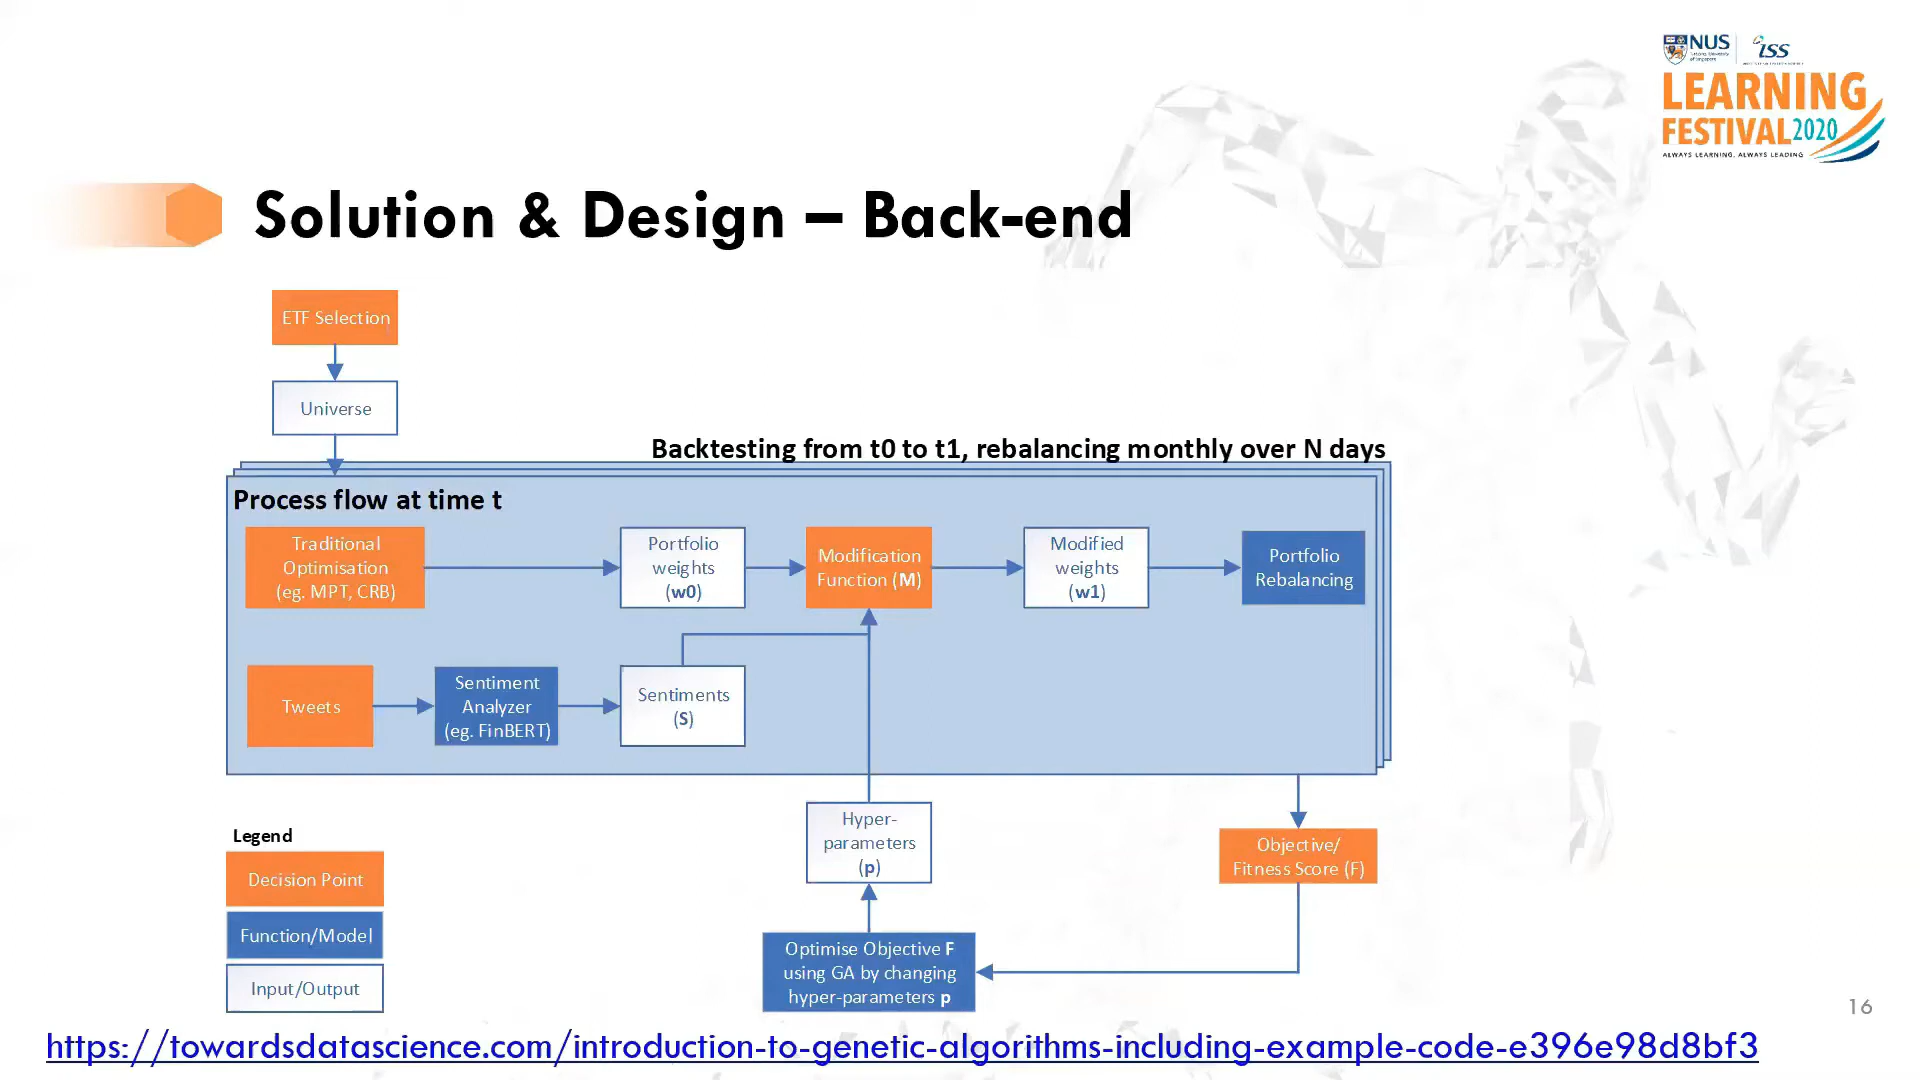 NUS
National University
of Singapore
iSS
LEARNING
FESTIVAL 2020
ALWAYS LEARNING, ALWAYS LEADING
Solution & Design – Back-end
ETF Selection
Universe
Backtesting from t0 to t1, rebalancing monthly over N days
Process flow at time t
Traditional
Optimisation
(eg. MPT, CRB)
Portfolio
weights
(w0)
Modification
Function (M)
Modified
weights
(w1)
Portfolio
Rebalancing
Tweets
Sentiment
Analyzer
(eg. FinBERT)
Sentiments
(S)
Hyper-
parameters
(p)
Objective/
Fitness Score (F)
Optimise Objective F
using GA by changing
hyper-parameters p
Legend
Decision Point
Function/Model
Input/Output
16
https://towardsdatascience.com/introduction-to-genetic-algorithms-including-example-code-e396e98d8bf3